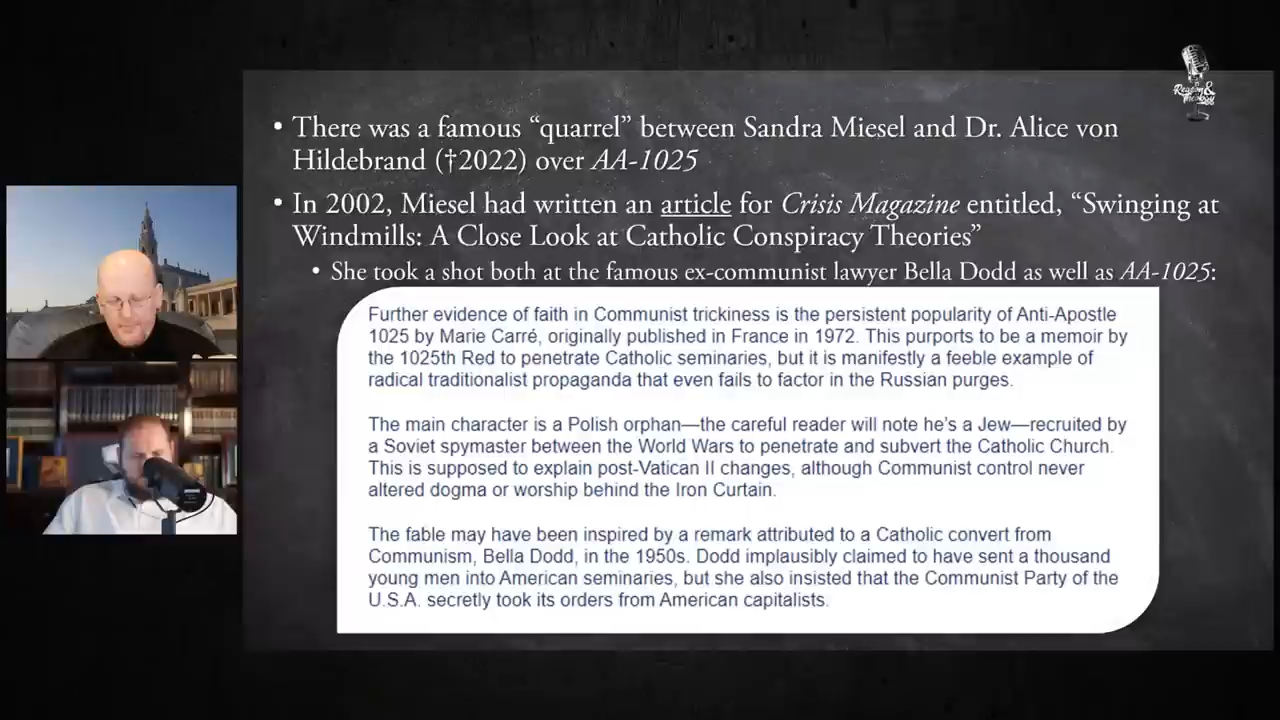 Reason &
Theology
• There was a famous “quarrel” between Sandra Miesel and Dr. Alice von
Hildebrand (†2022) over AA-1025
• In 2002, Miesel had written an article for Crisis Magazine entitled, “Swinging at
Windmills: A Close Look at Catholic Conspiracy Theories”
• She took a shot both at the famous ex-communist lawyer Bella Dodd as well as AA-1025:
Further evidence of faith in Communist trickiness is the persistent popularity of Anti-Apostle
1025 by Marie Carré, originally published in France in 1972. This purports to be a memoir by
the 1025th Red to penetrate Catholic seminaries, but it is manifestly a feeble example of
radical traditionalist propaganda that even fails to factor in the Russian purges.
The main character is a Polish orphan—the careful reader will note he’s a Jew—recruited by
a Soviet spymaster between the World Wars to penetrate and subvert the Catholic Church.
This is supposed to explain post-Vatican II changes, although Communist control never
altered dogma or worship behind the Iron Curtain.
The fable may have been inspired by a remark attributed to a Catholic convert from
Communism, Bella Dodd, in the 1950s. Dodd implausibly claimed to have sent a thousand
young men into American seminaries, but she also insisted that the Communist Party of the
U.S.A. secretly took its orders from American capitalists.